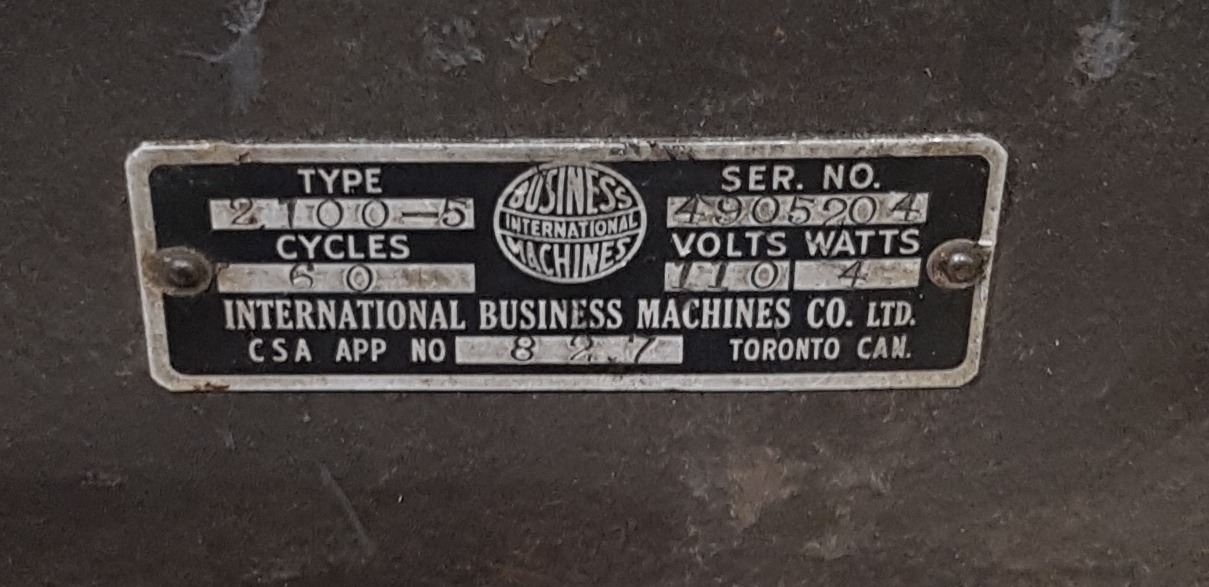 TYPE
2100-5
CYCLES
60
BUSINESS
INTERNATIONAL
MACHINES
SER. NO.
4905204
VOLTS WATTS
110 4
INTERNATIONAL BUSINESS MACHINES CO. LTD.
CSA APP NO 827 TORONTO CAN.